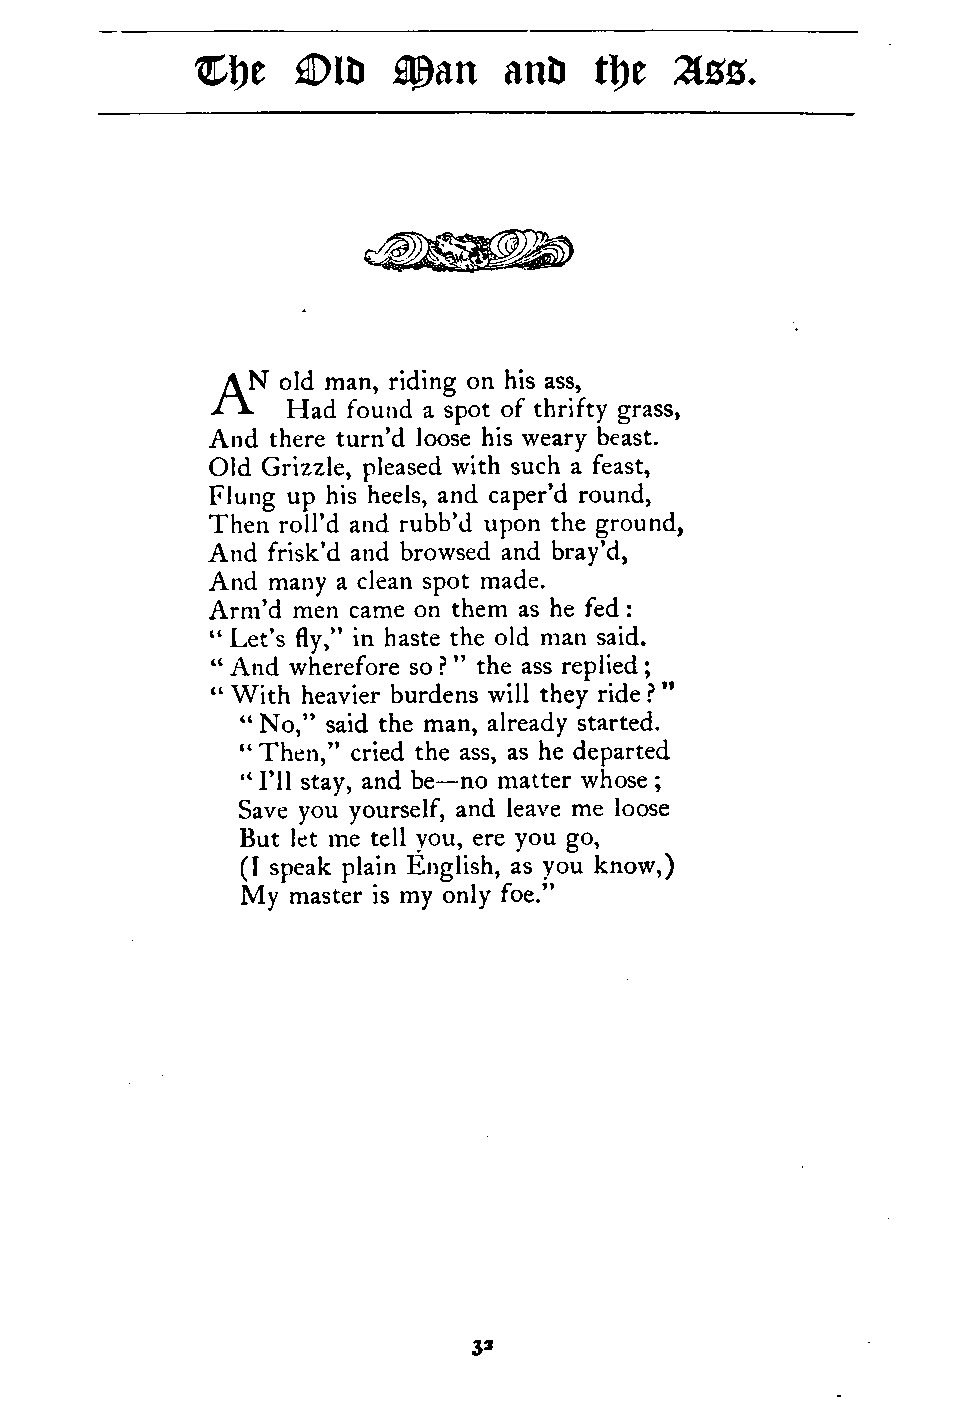 The Old Man and the Ass.
AN old man, riding on his ass,
Had found a spot of thrifty grass,
And there turn'd loose his weary beast.
Old Grizzle, pleased with such a feast,
Flung up his heels, and caper'd round,
Then roll'd and rubb'd upon the ground,
And frisk'd and browsed and bray'd,
And many a clean spot made.
Arm'd men came on them as he fed:
"Let's fly," in haste the old man said.
"And wherefore so?" the ass replied;
"With heavier burdens will they ride?"
"No," said the man, already started.
"Then," cried the ass, as he departed
"I'll stay, and be—no matter whose;
Save you yourself, and leave me loose
But let me tell you, ere you go,
(I speak plain English, as you know,)
My master is my only foe."
32